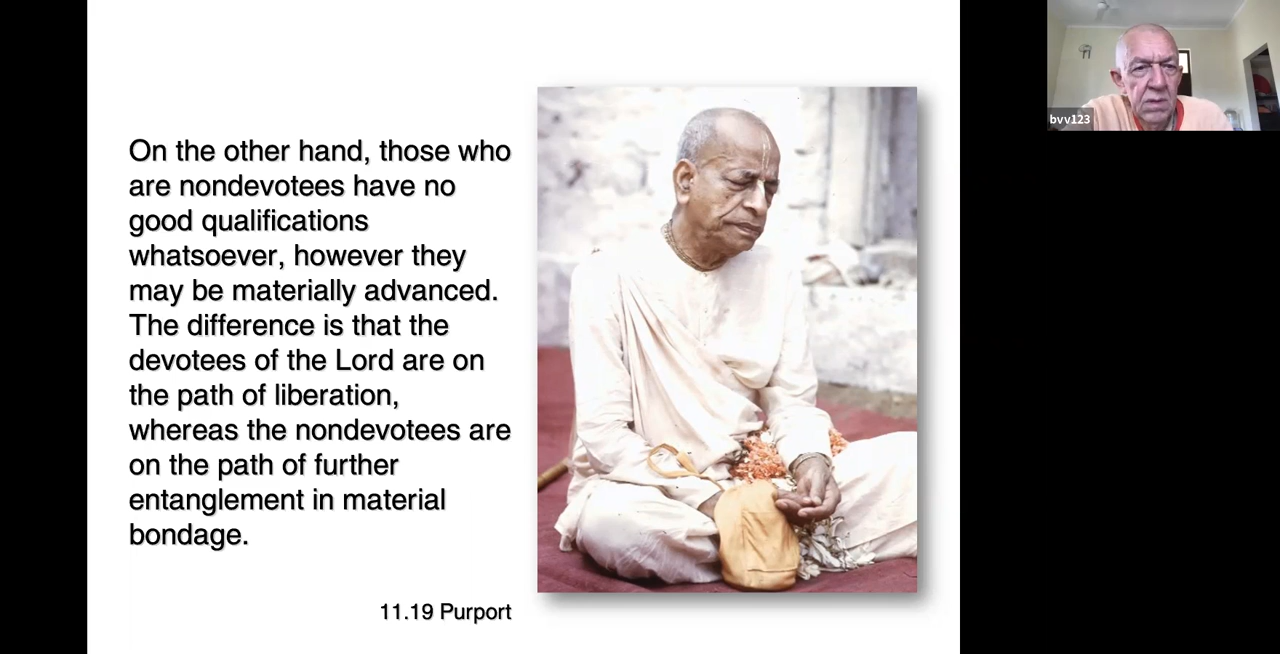 On the other hand, those who
are nondevotees have no
good qualifications
whatsoever, however they
may be materially advanced.
The difference is that the
devotees of the Lord are on
the path of liberation,
whereas the nondevotees are
on the path of further
entanglement in material
bondage.
11.19 Purport
bvv123